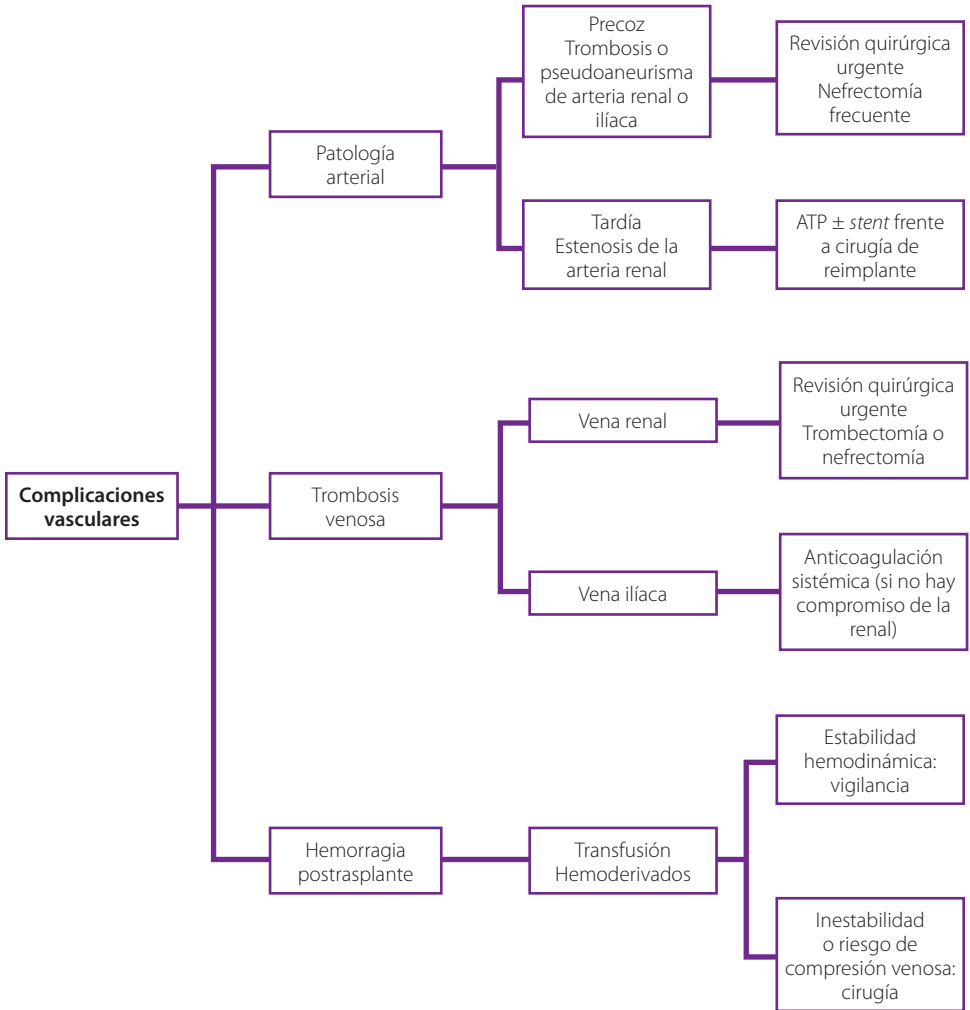 Precoz
Trombosis o
pseudoaneurisma
de arteria renal o
ilíaca
Revisión quirúrgica
urgente
Nefrectomía
frecuente
Patología
arterial
Tardía
Estenosis de la
arteria renal
ATP ± stent frente
a cirugía de
reimplante
Complicaciones
vasculares
Trombosis
venosa
Vena renal
Revisión quirúrgica
urgente
Trombectomía o
nefrectomía
Vena ilíaca
Anticoagulación
sistémica (si no hay
compromiso de la
renal)
Hemorragia
postrasplante
Transfusión
Hemoderivados
Estabilidad
hemodinámica:
vigilancia
Inestabilidad
o riesgo de
compresión venosa:
cirugía